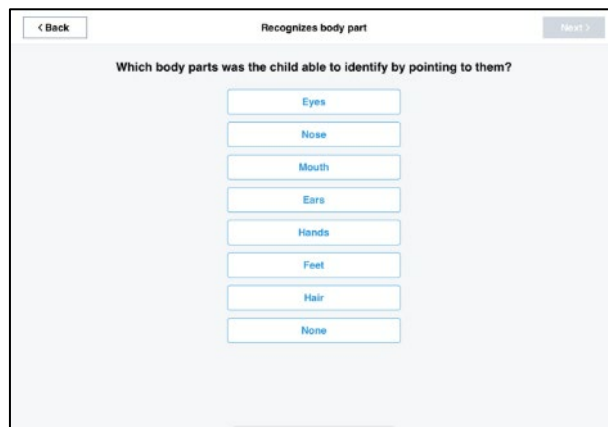 < Back Recognizes body part Next >
Which body parts was the child able to identify by pointing to them?
Eyes
Nose
Mouth
Ears
Hands
Feet
Hair
None